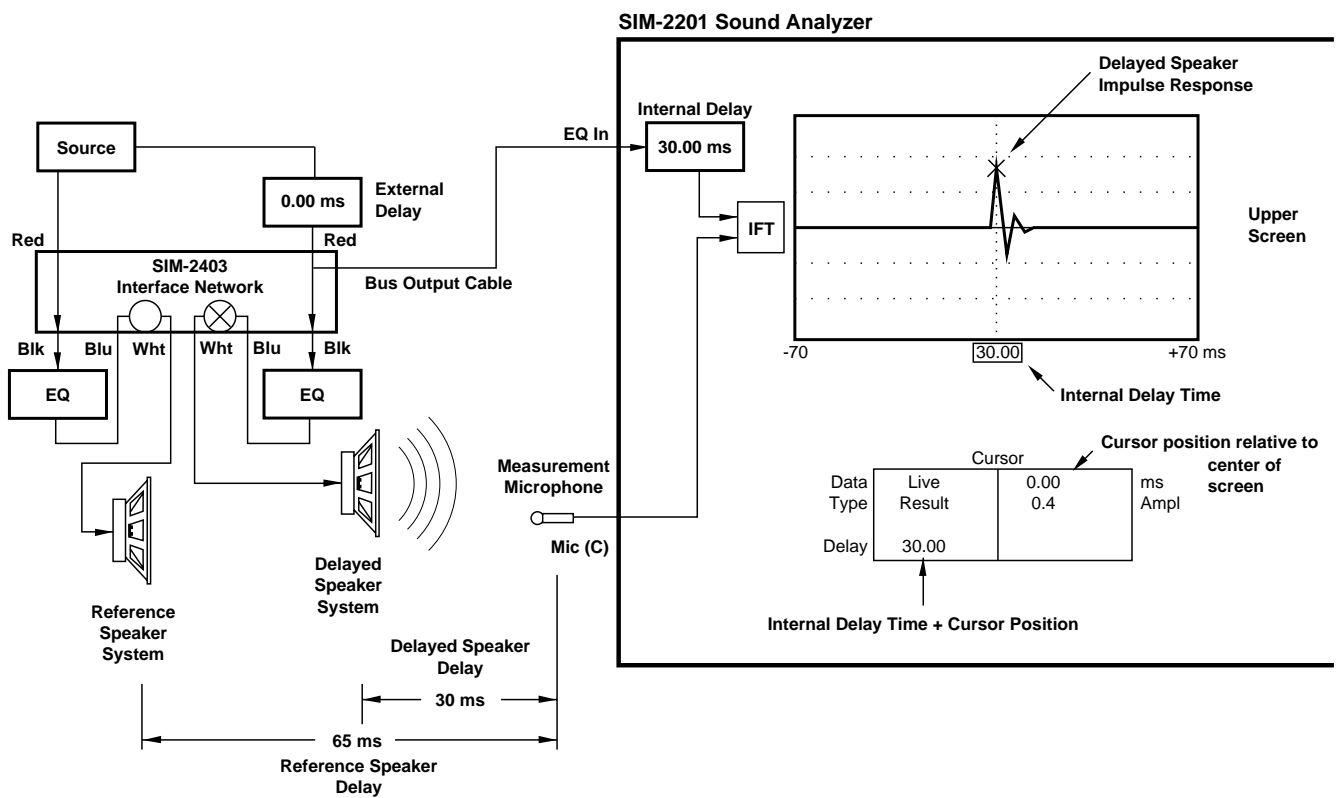 SIM-2201 Sound Analyzer
Delayed Speaker
Impulse Response
Internal Delay
30.00 ms
EQ In
Source
0.00 ms
External
Delay
IFT
Upper
Screen
Red
Red
SIM-2403
Interface Network
Bus Output Cable
Blk
Blu
Wht
Wht
Blu
Blk
-70
30.00
+70 ms
EQ
EQ
Internal Delay Time
Cursor position relative to
center of
screen
Cursor
Data
Live
0.00
ms
Type
Result
0.4
Ampl
Delay
30.00
Internal Delay Time + Cursor Position
Measurement
Microphone
Mic (C)
Delayed
Speaker
System
Reference
Speaker
System
Delayed Speaker
Delay
30 ms
65 ms
Reference Speaker
Delay